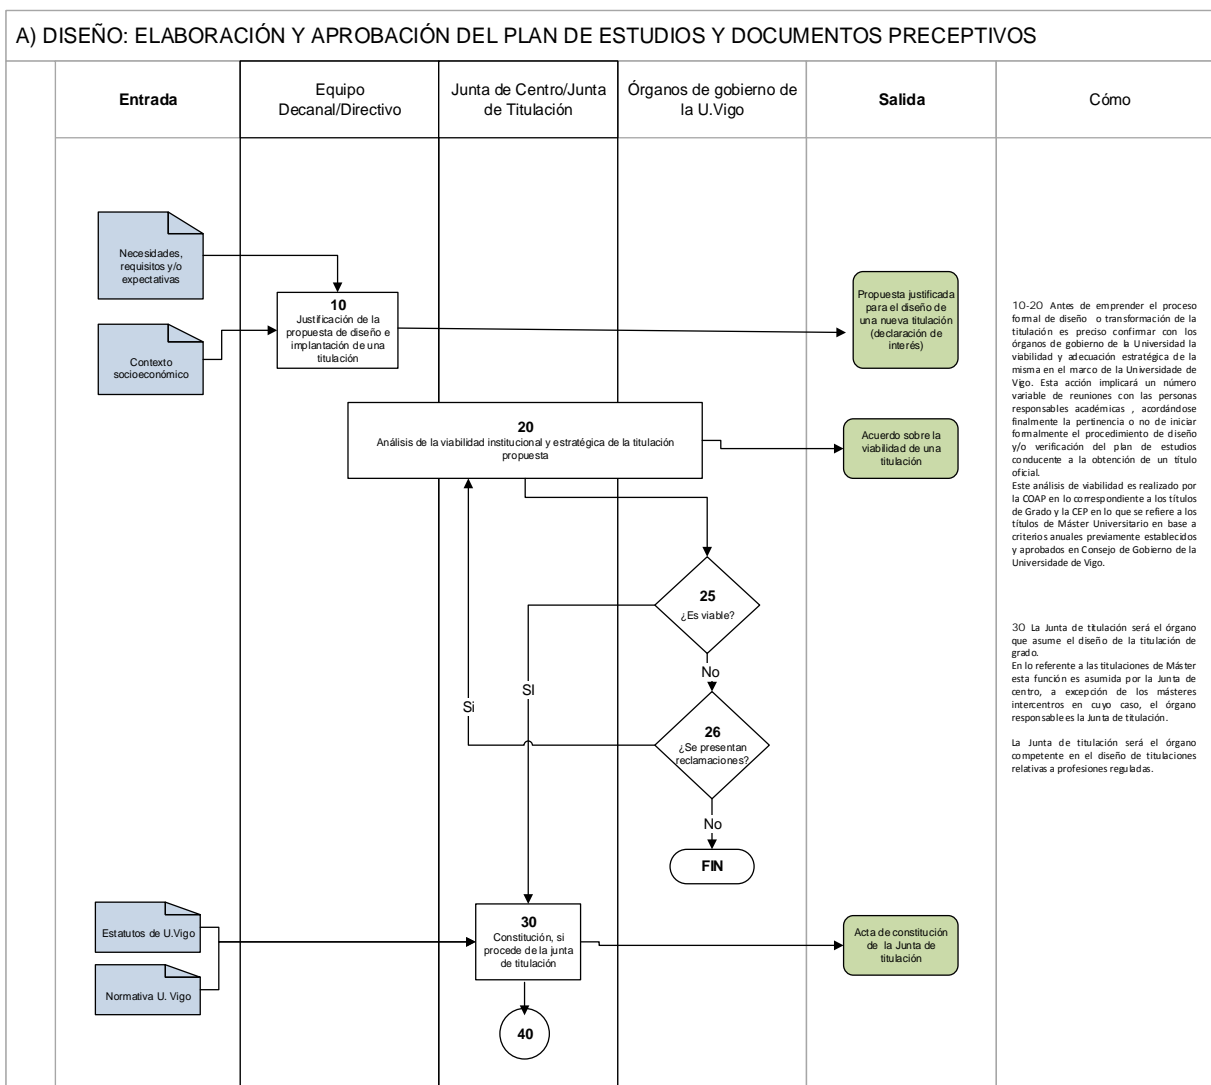 A) DISEÑO: ELABORACIÓN Y APROBACIÓN DEL PLAN DE ESTUDIOS Y DOCUMENTOS PRECEPTIVOS
Entrada
Equipo
Decanal/Directivo
Junta de Centro/Junta
de Titulación
Órganos de gobierno de
la U.Vigo
Salida
Cómo
Necesidades,
requisitos y/o
expectativas
Contexto
socioeconómico
10
Justificación de la
propuesta de diseño e
implantación de una
titulación
Propuesta justificada
para el diseño de
una nueva titulación
(declaración de
interés)
20
Análisis de la viabilidad institucional y estratégica de la titulación
propuesta
Acuerdo sobre la
viabilidad de una
titulación
25
¿Es viable?
No
SI
Si
26
¿Se presentan
reclamaciones?
No
FIN
Estatutos de U.Vigo
Normativa U. Vigo
30
Constitución, si
procede de la junta
de titulación
Acta de constitución
de la Junta de
titulación
40
10-20 Antes de emprender el proceso
formal de diseño o transformación de la
titulación es preciso confirmar con los
órganos de gobierno de la Universidad la
viabilidad y adecuación estratégica de la
misma en el marco de la Universidade de
Vigo. Esta acción implicará un número
variable de reuniones con las personas
responsables académicas , acordándose
finalmente la pertinencia o no de iniciar
formalmente el procedimiento de diseño
y/o verificación del plan de estudios
conducente a la obtención de un título
oficial.
Este análisis de viabilidad es realizado por
la COAP en lo correspondiente a los títulos
de Grado y la CEP en lo que se refiere a los
títulos de Máster Universitario en base a
criterios anuales previamente establecidos
y aprobados en Consejo de Gobierno de la
Universidade de Vigo.
30 La Junta de titulación será el órgano
que asume el diseño de la titulación de
grado.
En lo referente a las titulaciones de Máster
esta función es asumida por la Junta de
centro, a excepción de los másteres
intercentros en cuyo caso, el órgano
responsable es la Junta de titulación.
La Junta de titulación será el órgano
competente en el diseño de titulaciones
relativas a profesiones reguladas.